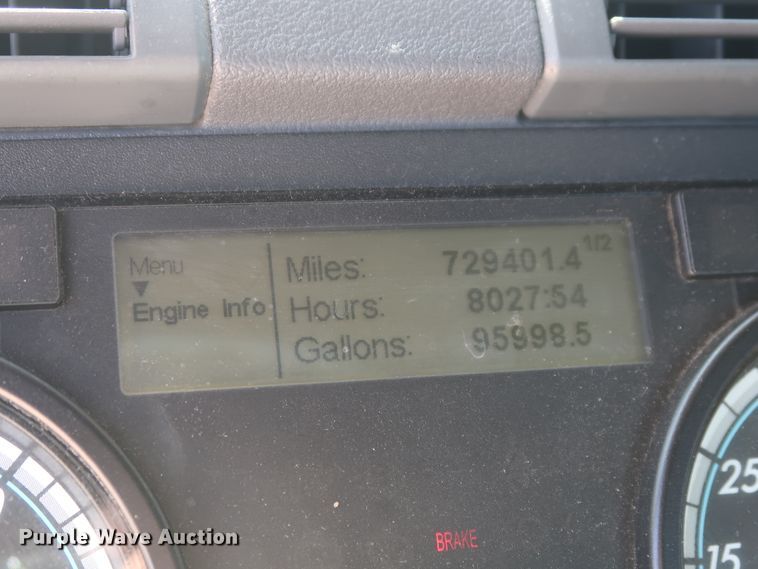 Menu
Engine Info
Miles: 729401.4 1/2
Hours: 8027:54
Gallons: 95998.5
25
15
BRAKE
Purple Wave Auction